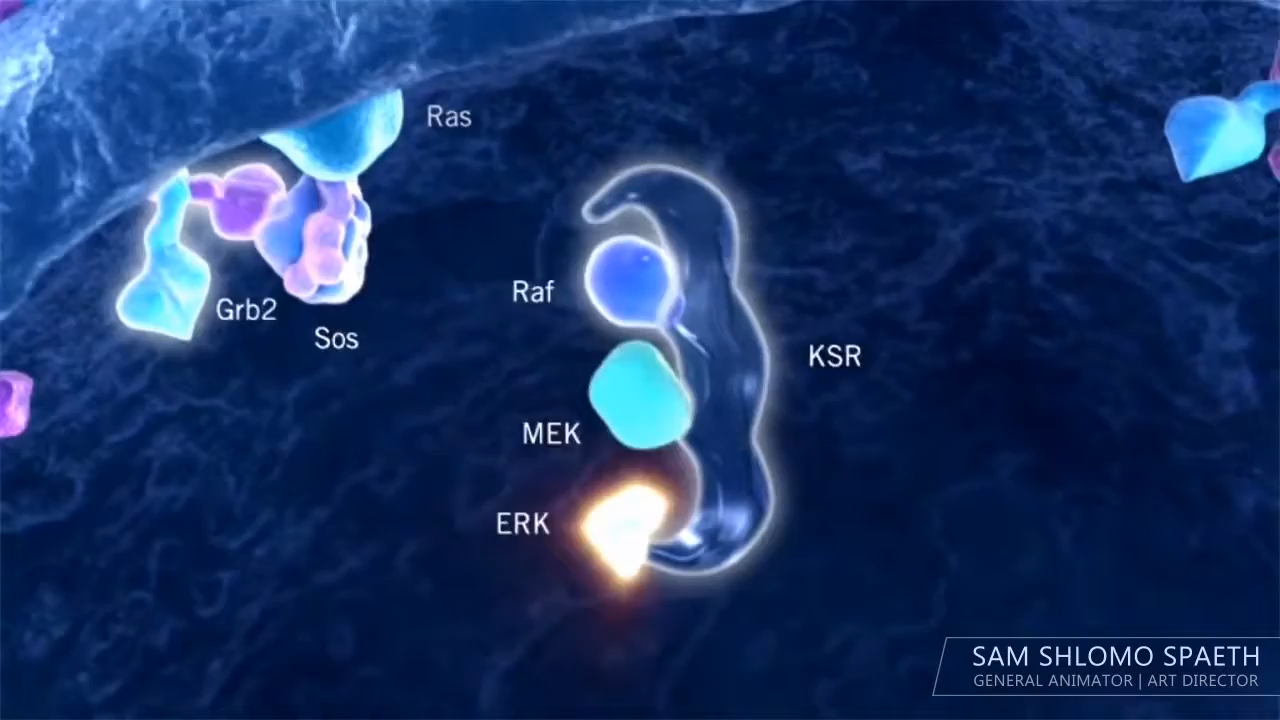 Ras
Raf
Grb2
Sos
KSR
MEK
ERK
SAM SHLOMO SPAETH
GENERAL ANIMATOR | ART DIRECTOR